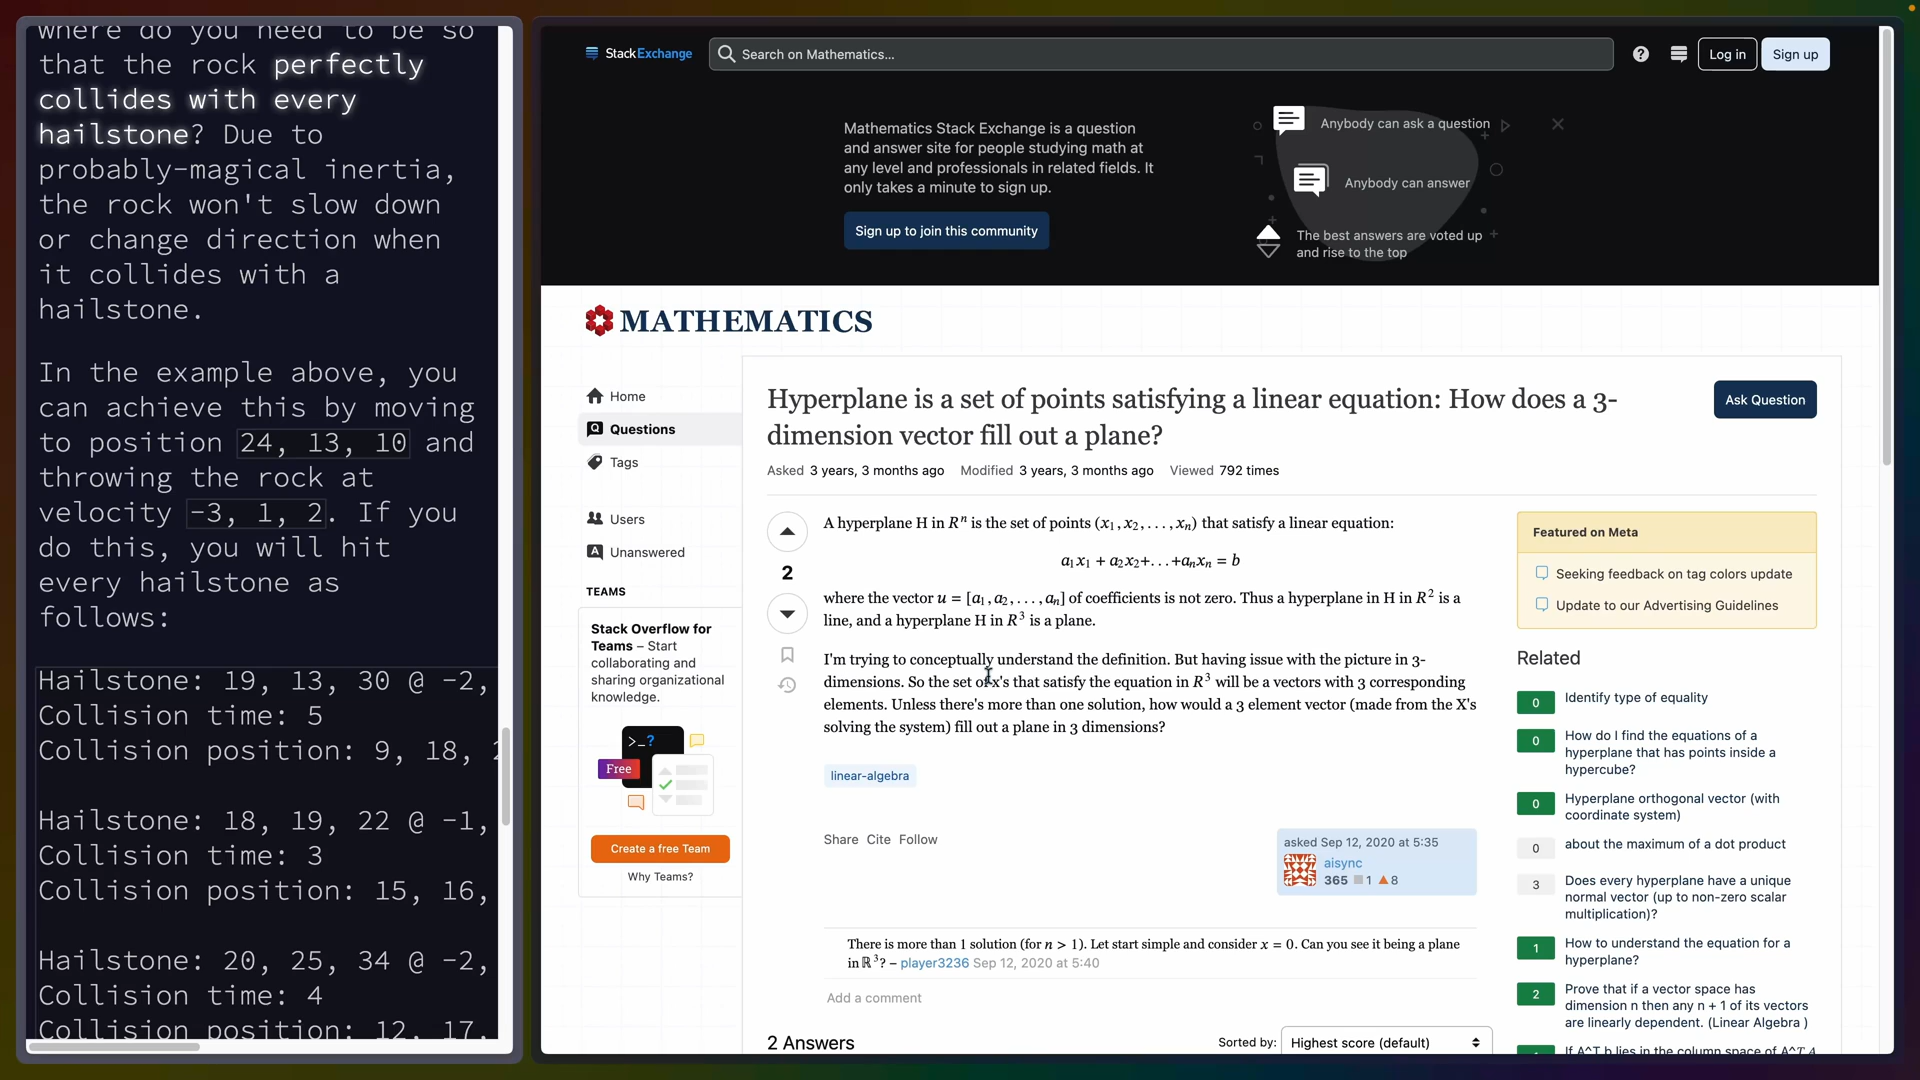 where do you need to be so
that the rock perfectly
collides with every
hailstone? Due to
probably-magical inertia,
the rock won't slow down
or change direction when
it collides with a
hailstone.
In the example above, you
can achieve this by moving
to position 24, 13, 10 and
throwing the rock at
velocity -3, 1, 2. If you
do this, you will hit
every hailstone as
follows:
Hailstone: 19, 13, 30 @ -2,
Collision time: 5
Collision position: 9, 18,
Hailstone: 18, 19, 22 @ -1,
Collision time: 3
Collision position: 15, 16,
Hailstone: 20, 25, 34 @ -2,
Collision time: 4
Collision position: 12, 17,
StackExchange
Search on Mathematics...
Log in
Sign up
Mathematics Stack Exchange is a question
and answer site for people studying math at
any level and professionals in related fields. It
only takes a minute to sign up.
Sign up to join this community
Anybody can ask a question
Anybody can answer
The best answers are voted up
and rise to the top
MATHEMATICS
Home
Questions
Tags
Users
Unanswered
TEAMS
Stack Overflow for
Teams – Start
collaborating and
sharing organizational
knowledge.
>_?
Free
Create a free Team
Why Teams?
Hyperplane is a set of points satisfying a linear equation: How does a 3-
dimension vector fill out a plane?
Ask Question
Asked 3 years, 3 months ago Modified 3 years, 3 months ago Viewed 792 times
2
A hyperplane H in Rⁿ is the set of points (x₁, x₂, . . . , xₙ) that satisfy a linear equation:
a₁x₁ + a₂x₂+. . .+aₙxₙ = b
where the vector u = [a₁, a₂, . . . , aₙ] of coefficients is not zero. Thus a hyperplane in H in R² is a
line, and a hyperplane H in R³ is a plane.
I'm trying to conceptually understand the definition. But having issue with the picture in 3-
dimensions. So the set of x's that satisfy the equation in R³ will be a vectors with 3 corresponding
elements. Unless there's more than one solution, how would a 3 element vector (made from the X's
solving the system) fill out a plane in 3 dimensions?
linear-algebra
Share Cite Follow
asked Sep 12, 2020 at 5:35
aisync
365 1 8
There is more than 1 solution (for n > 1). Let start simple and consider x = 0. Can you see it being a plane
in ℝ³? – player3236 Sep 12, 2020 at 5:40
Add a comment
2 Answers
Sorted by:
Highest score (default)
Featured on Meta
Seeking feedback on tag colors update
Update to our Advertising Guidelines
Related
0 Identify type of equality
0 How do I find the equations of a
hyperplane that has points inside a
hypercube?
0 Hyperplane orthogonal vector (with
coordinate system)
0 about the maximum of a dot product
3 Does every hyperplane have a unique
normal vector (up to non-zero scalar
multiplication)?
1 How to understand the equation for a
hyperplane?
2 Prove that if a vector space has
dimension n then any n + 1 of its vectors
are linearly dependent. (Linear Algebra )
If A^T b lies in the column space of A^T A